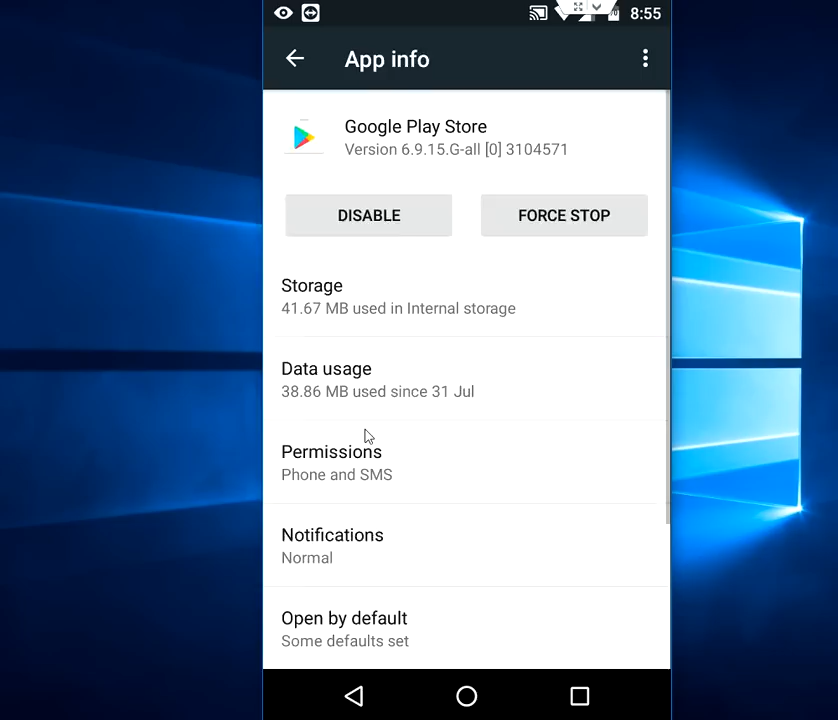 8:55
App info
Google Play Store
Version 6.9.15.G-all [0] 3104571
DISABLE
FORCE STOP
Storage
41.67 MB used in Internal storage
Data usage
38.86 MB used since 31 Jul
Permissions
Phone and SMS
Notifications
Normal
Open by default
Some defaults set